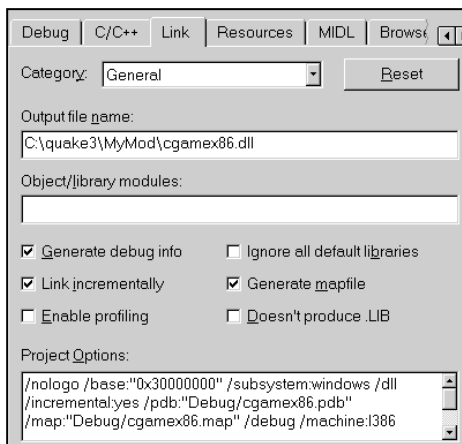 Debug C/C++ Link Resources MIDL Browse
Category: General Reset
Output file name:
C:\quake3\MyMod\cgamex86.dll
Object/library modules:
Generate debug info Ignore all default libraries
Link incrementally Generate mapfile
Enable profiling Doesn't produce .LIB
Project Options:
/nologo /base:"0x30000000" /subsystem:windows /dll
/incremental:yes /pdb:"Debug/cgamex86.pdb"
/map:"Debug/cgamex86.map" /debug /machine:I386